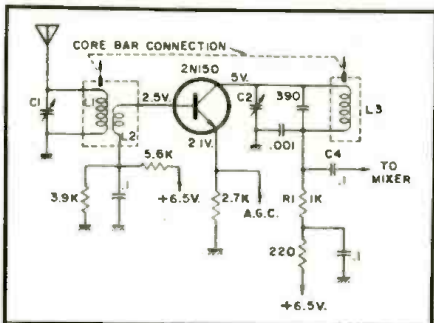 CORE BAR CONNECTION
2N150
5V.
C1
L1
L2
2.5V.
C2
390
L3
2.1V.
.001
C4
.1
TO
MIXER
5.6K
3.9K
.1
+6.5V.
2.7K
A.G.C.
R1
1K
220
.1
+6.5V.